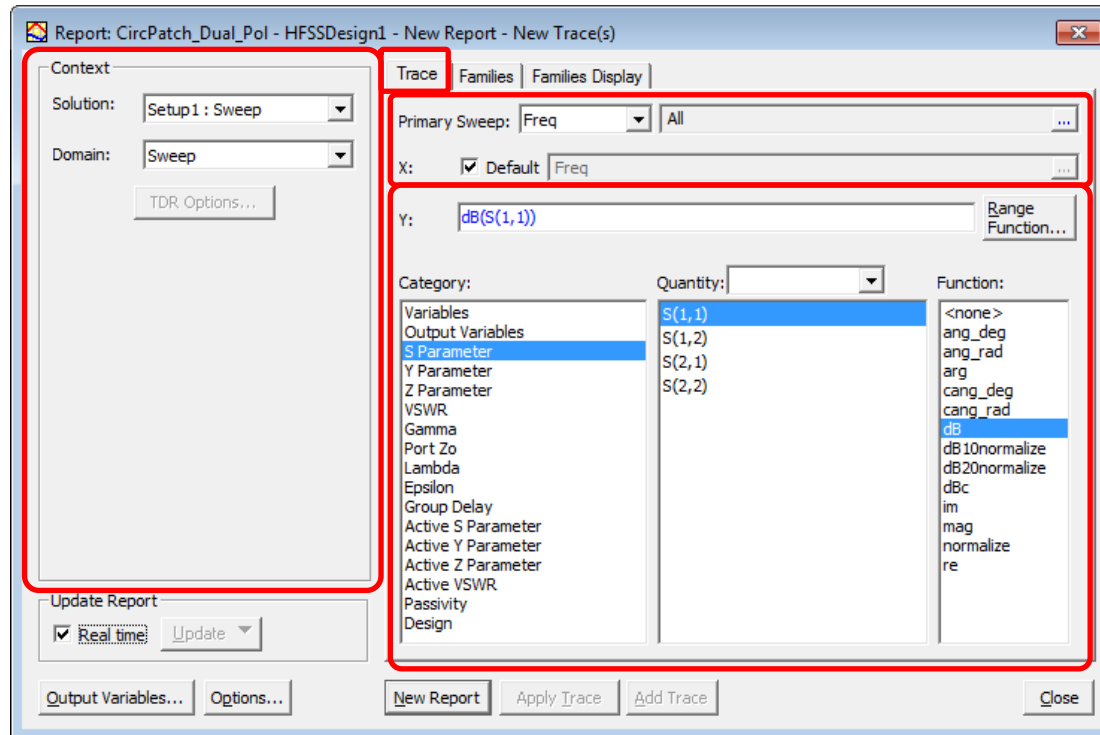 Report: CircPatch_Dual_Pol - HFSSDesign1 - New Report - New Trace(s)
Context
Solution: Setup1 : Sweep
Domain: Sweep
TDR Options...
Update Report
Real time Update
Output Variables... Options...
Trace Families Families Display
Primary Sweep: Freq All ...
X: Default Freq ...
Y: dB(S(1,1)) Range Function...
Category:
Variables
Output Variables
S Parameter
Y Parameter
Z Parameter
VSWR
Gamma
Port Zo
Lambda
Epsilon
Group Delay
Active S Parameter
Active Y Parameter
Active Z Parameter
Active VSWR
Passivity
Design
Quantity:
S(1,1)
S(1,2)
S(2,1)
S(2,2)
Function:
<none>
ang_deg
ang_rad
arg
cang_deg
cang_rad
dB
dB10normalize
dB20normalize
dBc
im
mag
normalize
re
New Report Apply Trace Add Trace Close